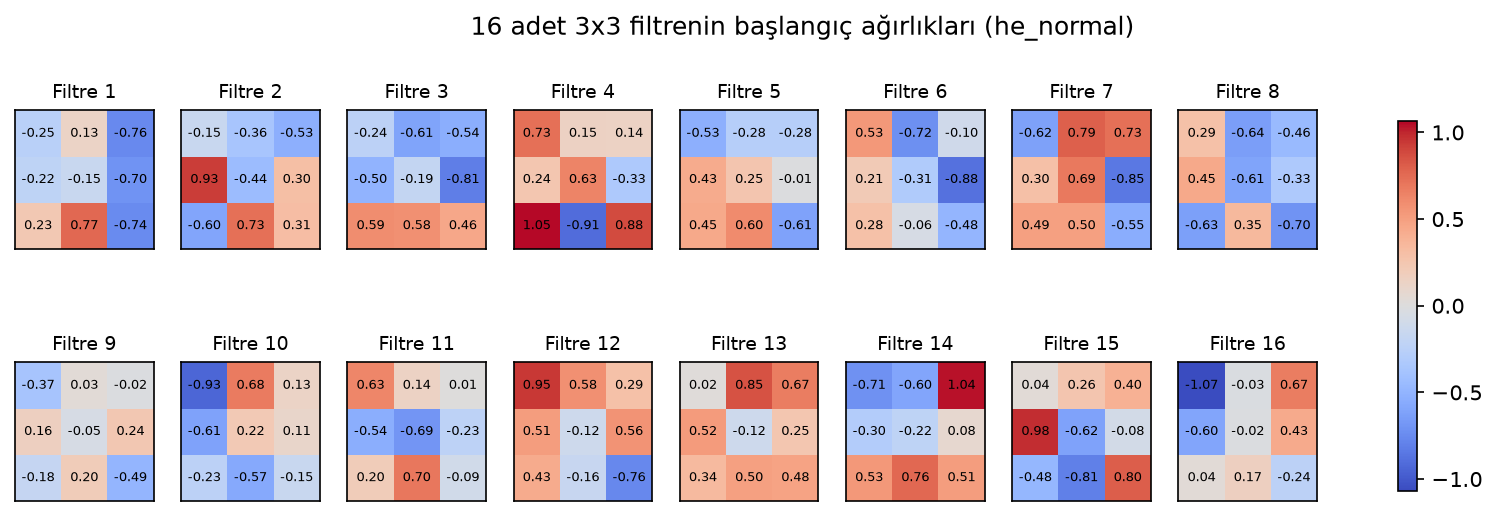 16 adet 3x3 filtrenin başlangıç ağırlıkları (he_normal)
Filtre 1 Filtre 2 Filtre 3 Filtre 4 Filtre 5 Filtre 6 Filtre 7 Filtre 8
-0.25 0.13 -0.76 -0.15 -0.36 -0.53 -0.24 -0.61 -0.54 0.73 0.15 0.14 -0.53 -0.28 -0.28 0.53 -0.72 -0.10 -0.62 0.79 0.73 0.29 -0.64 -0.46 1.0
-0.22 -0.15 -0.70 0.93 -0.44 0.30 -0.50 -0.19 -0.81 0.24 0.63 -0.33 0.43 0.25 -0.01 0.21 -0.31 -0.88 0.30 0.69 -0.85 0.45 -0.61 -0.33
0.23 0.77 -0.74 -0.60 0.73 0.31 0.59 0.58 0.46 1.05 -0.91 0.88 0.45 0.60 -0.61 0.28 -0.06 -0.48 0.49 0.50 -0.55 -0.63 0.35 -0.70 0.5
0.0
Filtre 9 Filtre 10 Filtre 11 Filtre 12 Filtre 13 Filtre 14 Filtre 15 Filtre 16
-0.37 0.03 -0.02 -0.93 0.68 0.13 0.63 0.14 0.01 0.95 0.58 0.29 0.02 0.85 0.67 -0.71 -0.60 1.04 0.04 0.26 0.40 -1.07 -0.03 0.67 −0.5
0.16 -0.05 0.24 -0.61 0.22 0.11 -0.54 -0.69 -0.23 0.51 -0.12 0.56 0.52 -0.12 0.25 -0.30 -0.22 0.08 0.98 -0.62 -0.08 -0.60 -0.02 0.43
-0.18 0.20 -0.49 -0.23 -0.57 -0.15 0.20 0.70 -0.09 0.43 -0.16 -0.76 0.34 0.50 0.48 0.53 0.76 0.51 -0.48 -0.81 0.80 0.04 0.17 -0.24 −1.0